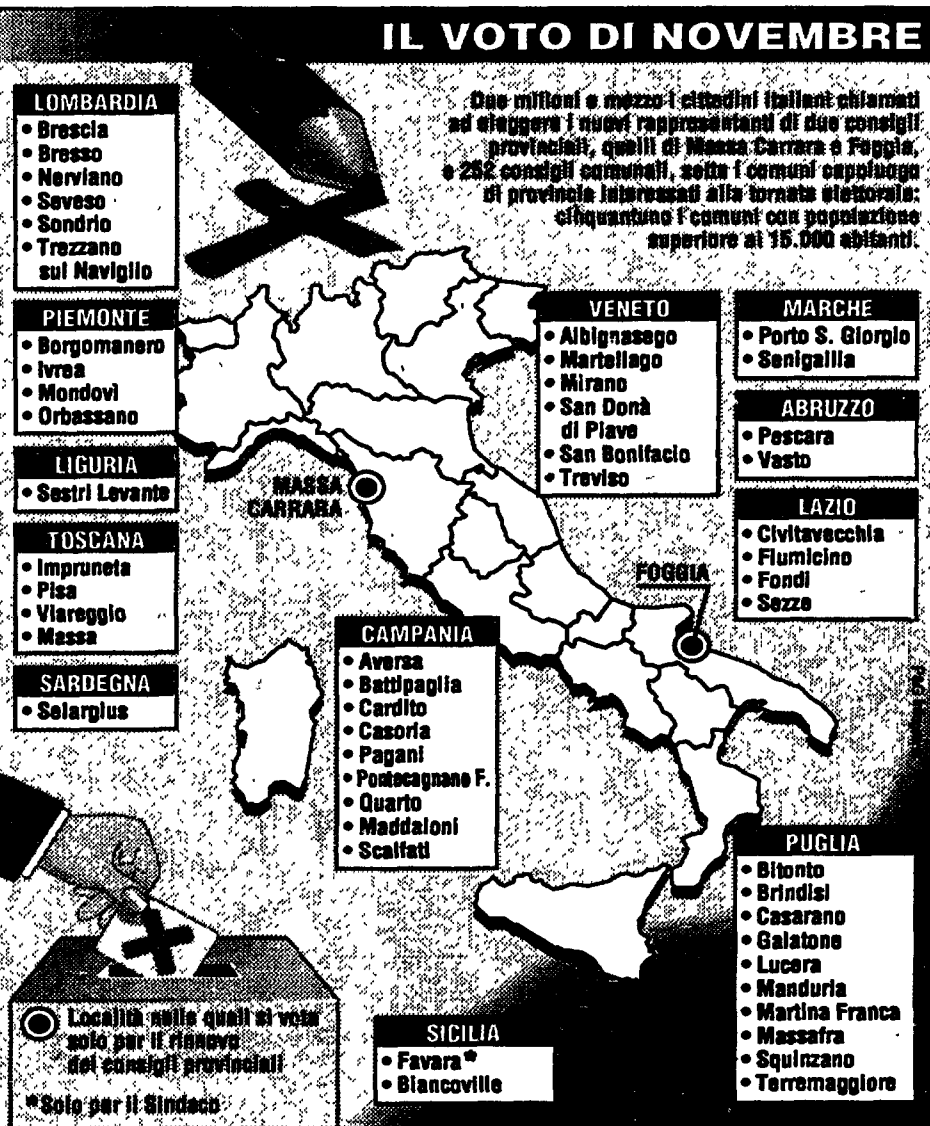 IL VOTO DI NOVEMBRE
Due milioni e mezzo i cittadini italiani chiamati
ad eleggere i nuovi rappresentanti di due consigli
provinciali, quelli di Massa Carrara e Foggia,
e 252 consigli comunali, sette i comuni capoluogo
di provincia interessati alla tornata elettorale:
cinquantuno i comuni con popolazione
superiore ai 15.000 abitanti.
LOMBARDIA
• Brescia
• Bresso
• Nerviano
• Seveso
• Sondrio
• Trezzano
sul Naviglio
PIEMONTE
• Borgomanero
• Ivrea
• Mondovì
• Orbassano
LIGURIA
• Sestri Levante
TOSCANA
• Impruneta
• Pisa
• Viareggio
• Massa
SARDEGNA
• Selargius
VENETO
• Albignasego
• Martellago
• Mirano
• San Donà
di Piave
• San Bonifacio
• Treviso
MARCHE
• Porto S. Giorgio
• Senigallia
ABRUZZO
• Pescara
• Vasto
LAZIO
• Civitavecchia
• Fiumicino
• Fondi
• Sezze
MASSA
CARRARA
FOGGIA
CAMPANIA
• Aversa
• Battipaglia
• Cardito
• Casoria
• Pagani
• Pontecagnano F.
• Quarto
• Maddaloni
• Scalfati
PUGLIA
• Bitonto
• Brindisi
• Casarano
• Galatone
• Lucera
• Manduria
• Martina Franca
• Massafra
• Squinzano
• Terremaggiore
SICILIA
• Favara*
• Biancoville
Località nelle quali si vota
solo per il rinnovo
dei consigli provinciali
*Solo per il Sindaco